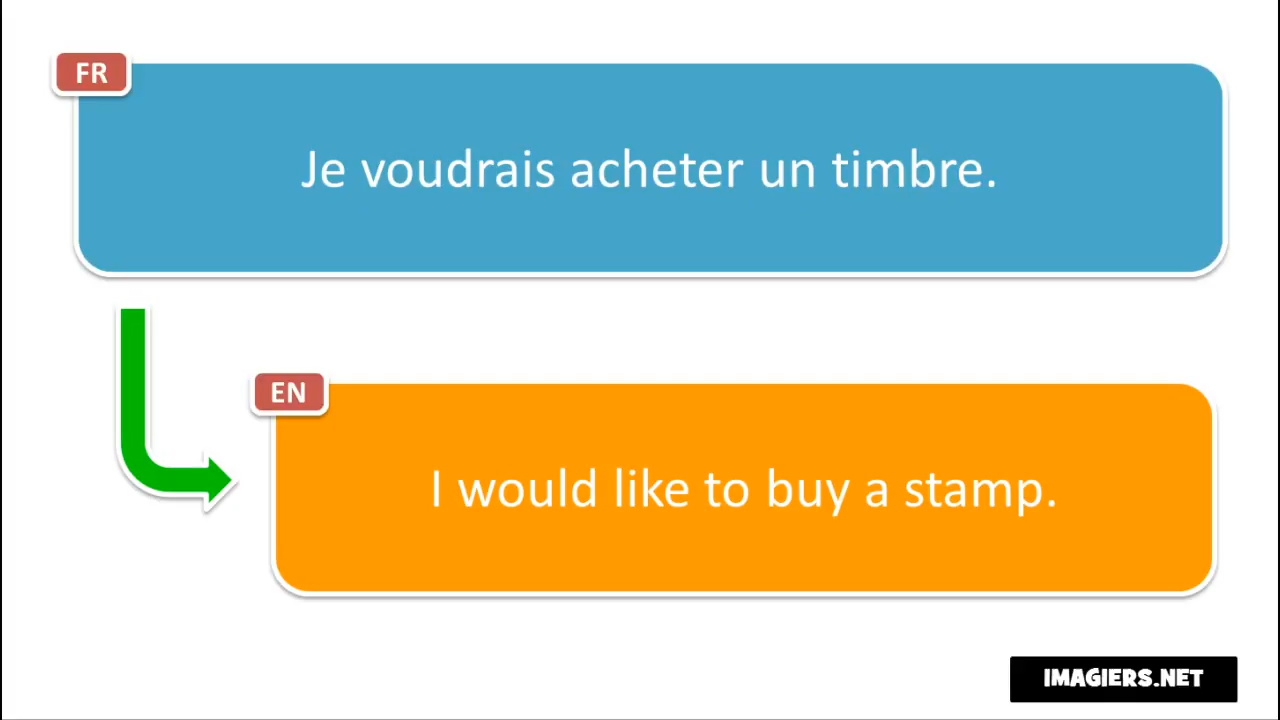 FR
Je voudrais acheter un timbre.
EN
I would like to buy a stamp.
IMAGIERS.NET